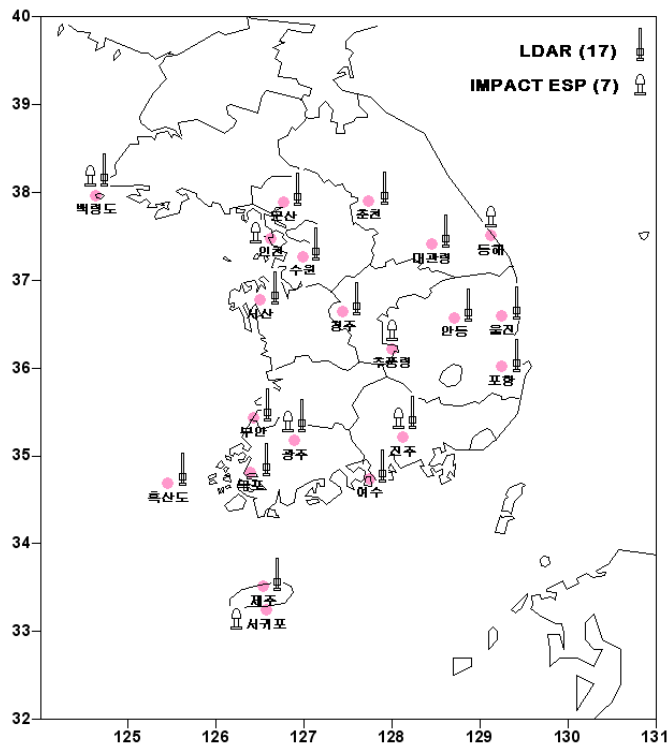 40
LDAR (17)
IMPACT ESP (7)
39
38
백령도
문산
춘천
인천
수원
대관령
동해
37
서산
청주
안동
울진
추풍령
36
포항
부안
광주
진주
35
흑산도
목포
여수
34
제주
서귀포
33
32
125
126
127
128
129
130
131